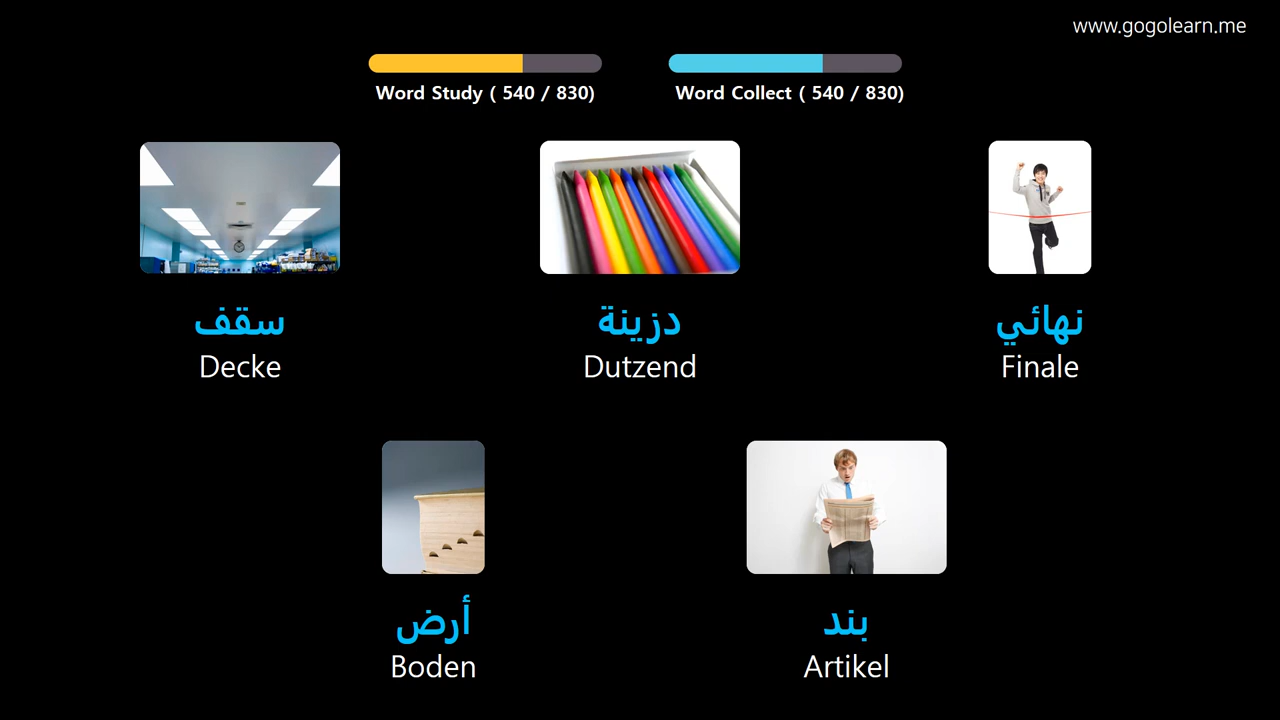 www.gogolearn.me
Word Study ( 540 / 830)
Word Collect ( 540 / 830)
سقف
Decke
دزينة
Dutzend
نهائي
Finale
أرض
Boden
بند
Artikel